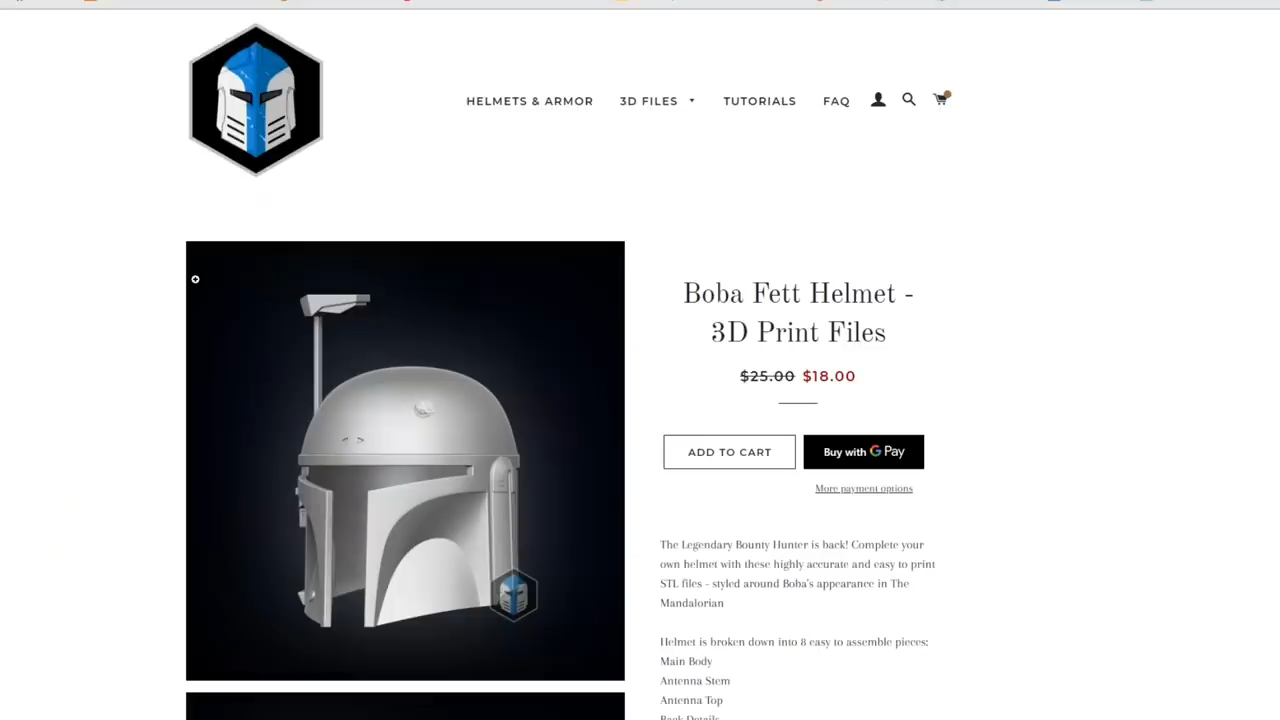 HELMETS & ARMOR 3D FILES TUTORIALS FAQ
Boba Fett Helmet -
3D Print Files
$25.00 $18.00
ADD TO CART Buy with G Pay
More payment options
The Legendary Bounty Hunter is back! Complete your
own helmet with these highly accurate and easy to print
STL files - styled around Boba's appearance in The
Mandalorian
Helmet is broken down into 8 easy to assemble pieces:
Main Body
Antenna Stem
Antenna Top
Back Details